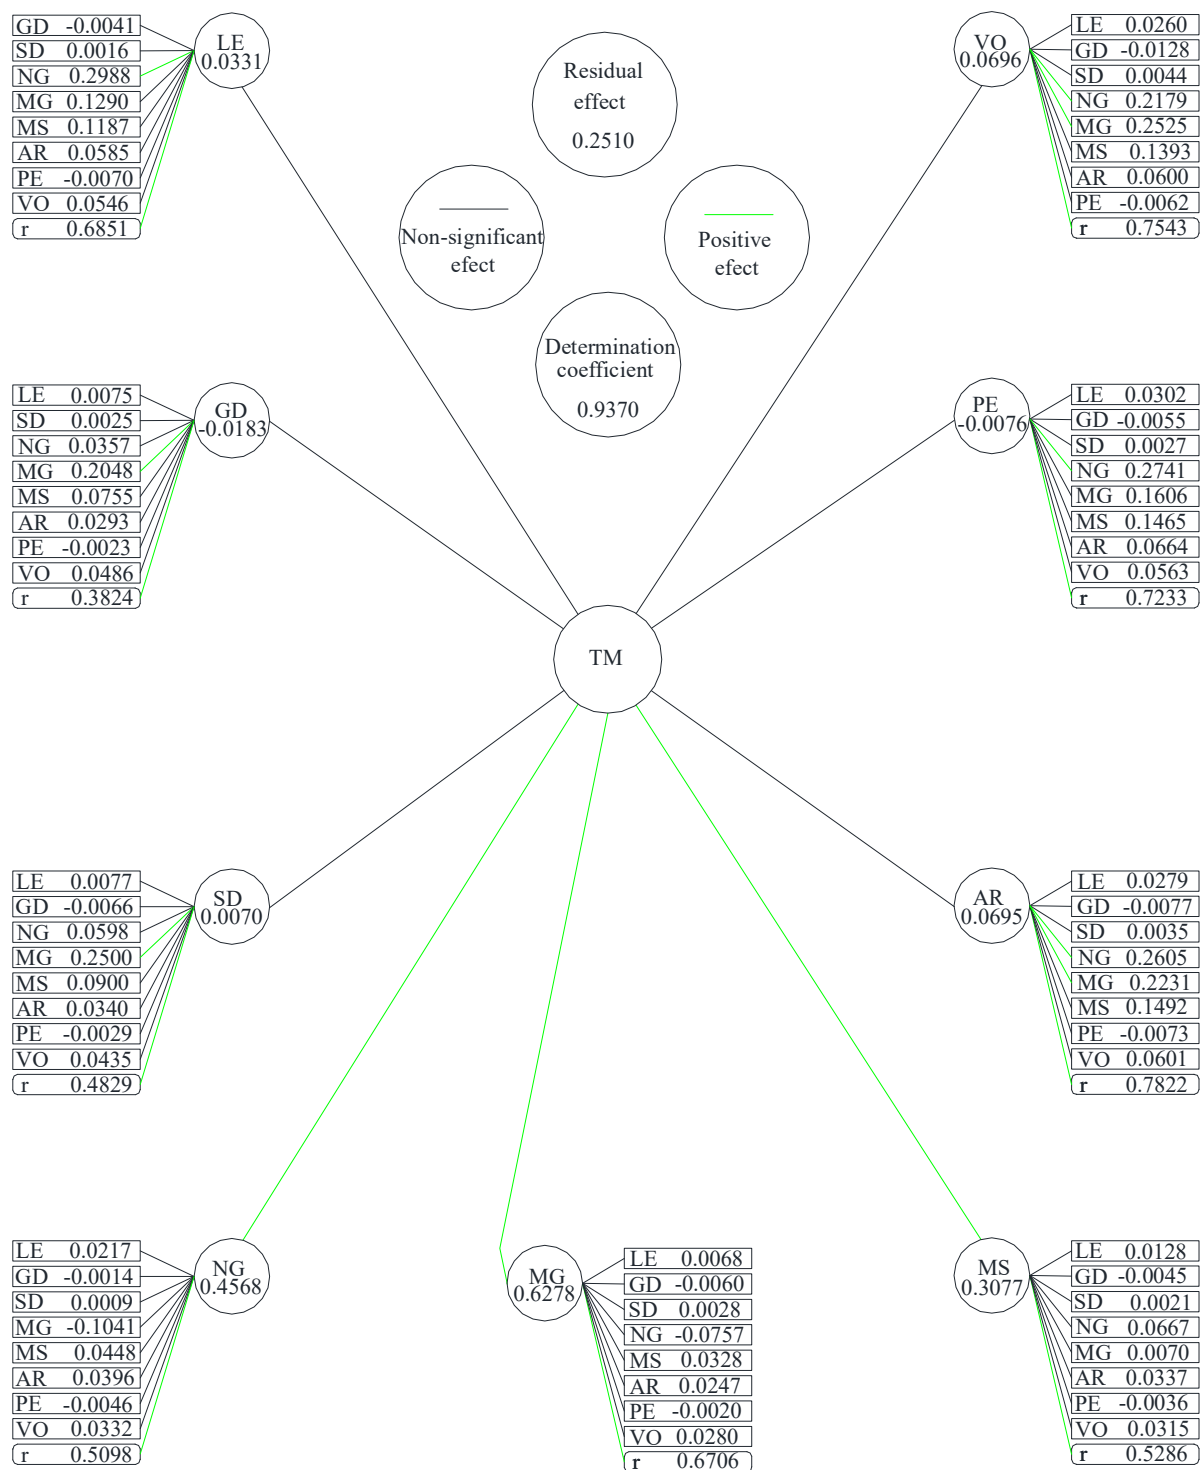 GD -0.0041
SD 0.0016
NG 0.2988
MG 0.1290
MS 0.1187
AR 0.0585
PE -0.0070
VO 0.0546
r 0.6851
LE
0.0331
Residual
effect
0.2510
Non-significant
efect
Positive
efect
Determination
coefficient
0.9370
VO
0.0696
LE 0.0260
GD -0.0128
SD 0.0044
NG 0.2179
MG 0.2525
MS 0.1393
AR 0.0600
PE -0.0062
r 0.7543
LE 0.0075
SD 0.0025
NG 0.0357
MG 0.2048
MS 0.0755
AR 0.0293
PE -0.0023
VO 0.0486
r 0.3824
GD
-0.0183
PE
-0.0076
LE 0.0302
GD -0.0055
SD 0.0027
NG 0.2741
MG 0.1606
MS 0.1465
AR 0.0664
VO 0.0563
r 0.7233
TM
LE 0.0077
GD -0.0066
NG 0.0598
MG 0.2500
MS 0.0900
AR 0.0340
PE -0.0029
VO 0.0435
r 0.4829
SD
0.0070
AR
0.0695
LE 0.0279
GD -0.0077
SD 0.0035
NG 0.2605
MG 0.2231
MS 0.1492
PE -0.0073
VO 0.0601
r 0.7822
LE 0.0217
GD -0.0014
SD 0.0009
MG -0.1041
MS 0.0448
AR 0.0396
PE -0.0046
VO 0.0332
r 0.5098
NG
0.4568
MG
0.6278
LE 0.0068
GD -0.0060
SD 0.0028
NG -0.0757
MS 0.0328
AR 0.0247
PE -0.0020
VO 0.0280
r 0.6706
MS
0.3077
LE 0.0128
GD -0.0045
SD 0.0021
NG 0.0667
MG 0.0070
AR 0.0337
PE -0.0036
VO 0.0315
r 0.5286